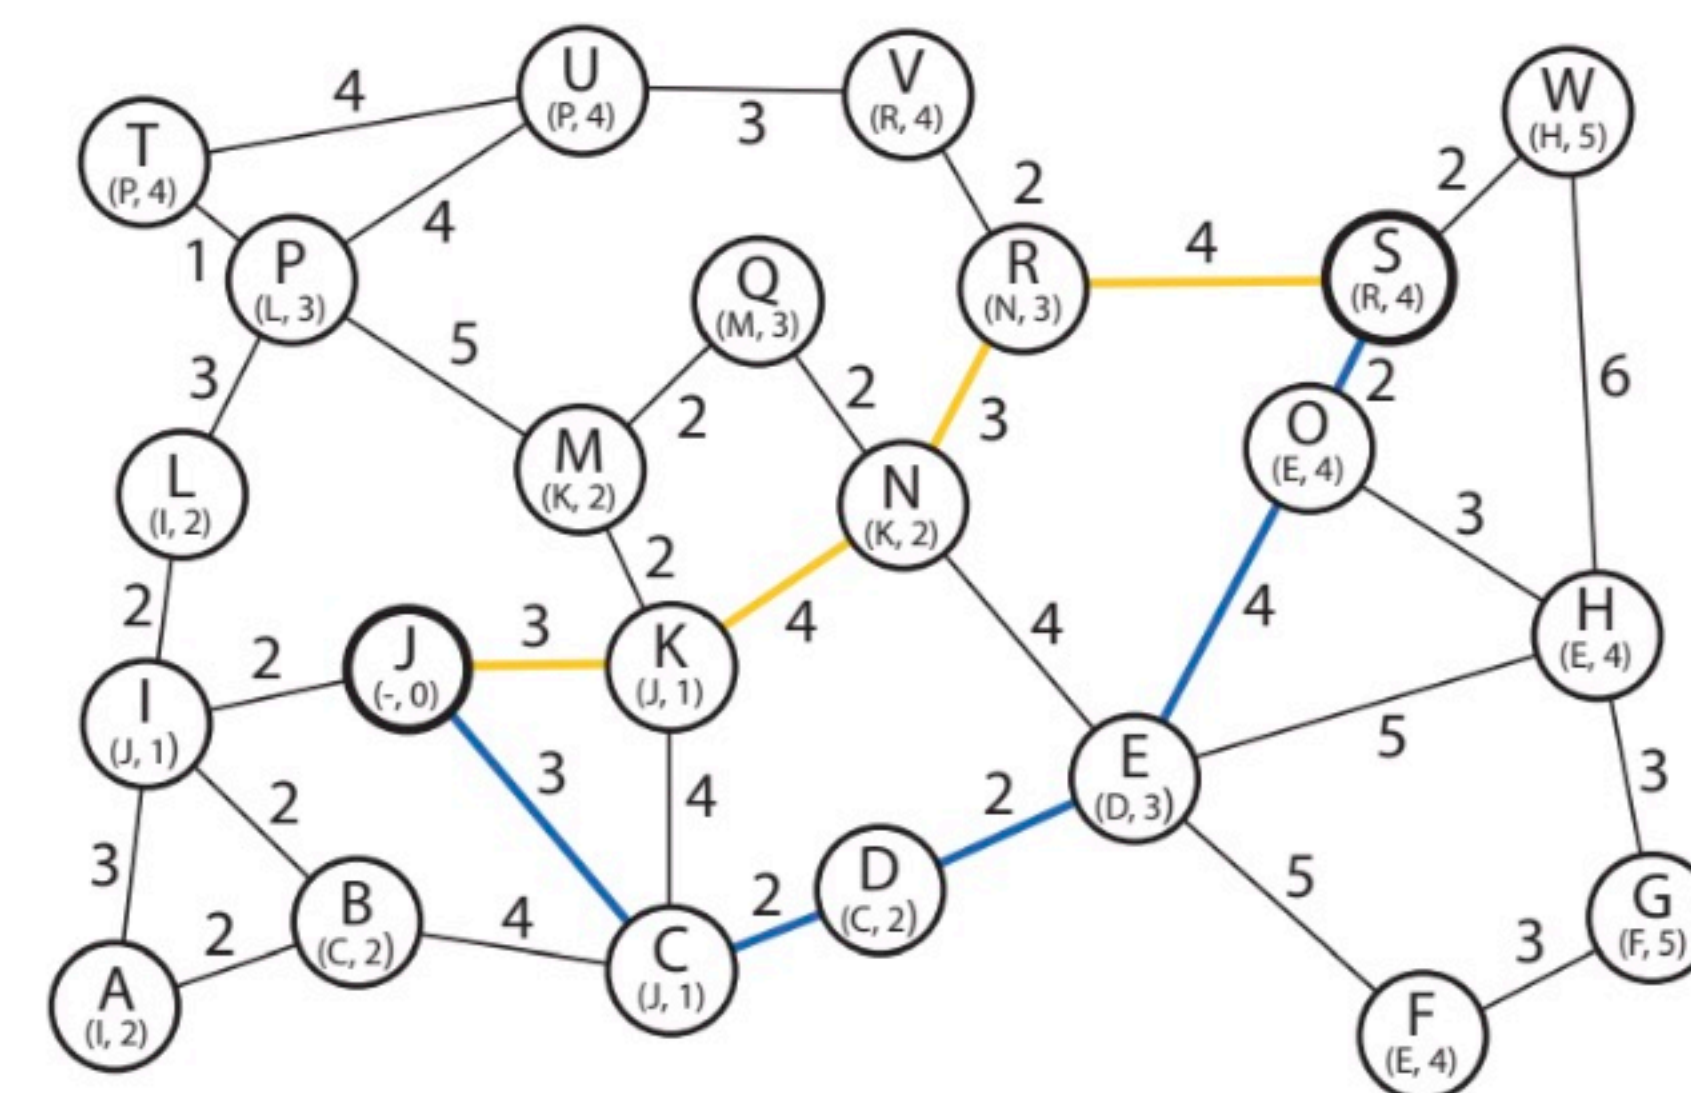 U
(P, 4)
V
(R, 4)
W
(H, 5)
T
(P, 4)
4
3
2
2
1
4
P
(L, 3)
Q
(M, 3)
R
(N, 3)
4
S
(R, 4)
3
5
2
2
3
2
6
M
(K, 2)
N
(K, 2)
O
(E, 4)
L
(I, 2)
3
2
2
4
4
4
H
(E, 4)
2
J
(-, 0)
3
K
(J, 1)
I
(J, 1)
3
4
5
3
E
(D, 3)
2
3
2
B
(C, 2)
4
2
D
(C, 2)
2
5
G
(F, 5)
3
C
(J, 1)
A
(I, 2)
F
(E, 4)